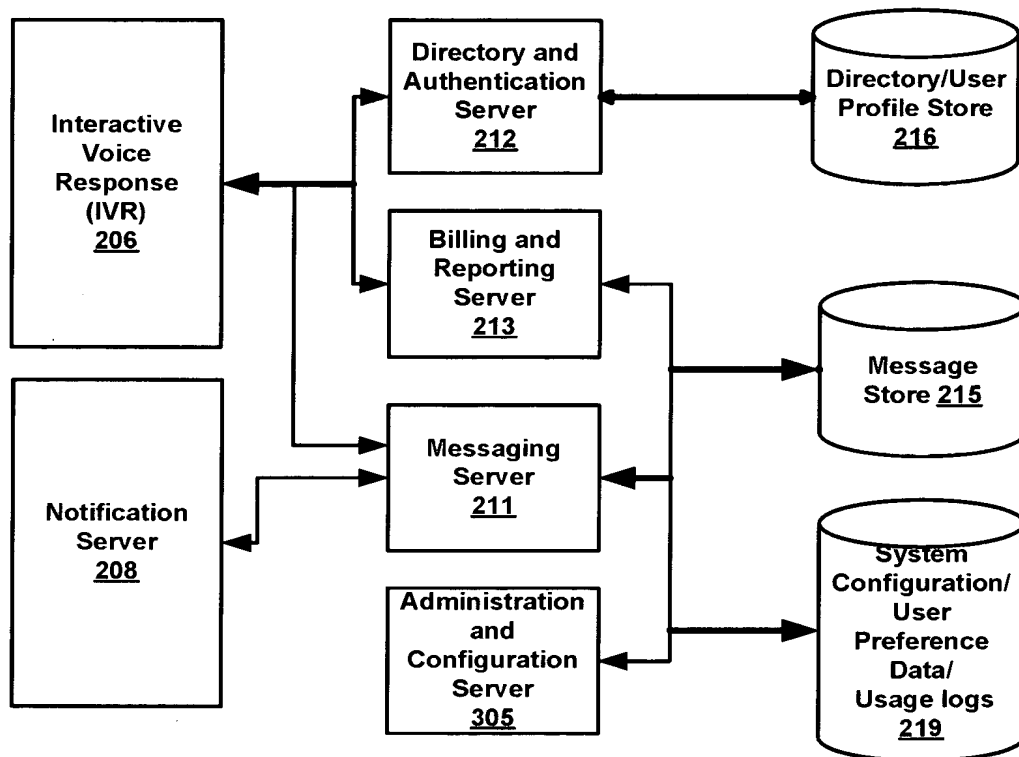 Interactive
Voice
Response
(IVR)
206
Directory and
Authentication
Server
212
Directory/User
Profile Store
216
Billing and
Reporting
Server
213
Message
Store 215
Notification
Server
208
Messaging
Server
211
Administration
and
Configuration
Server
305
System
Configuration/
User
Preference
Data/
Usage logs
219